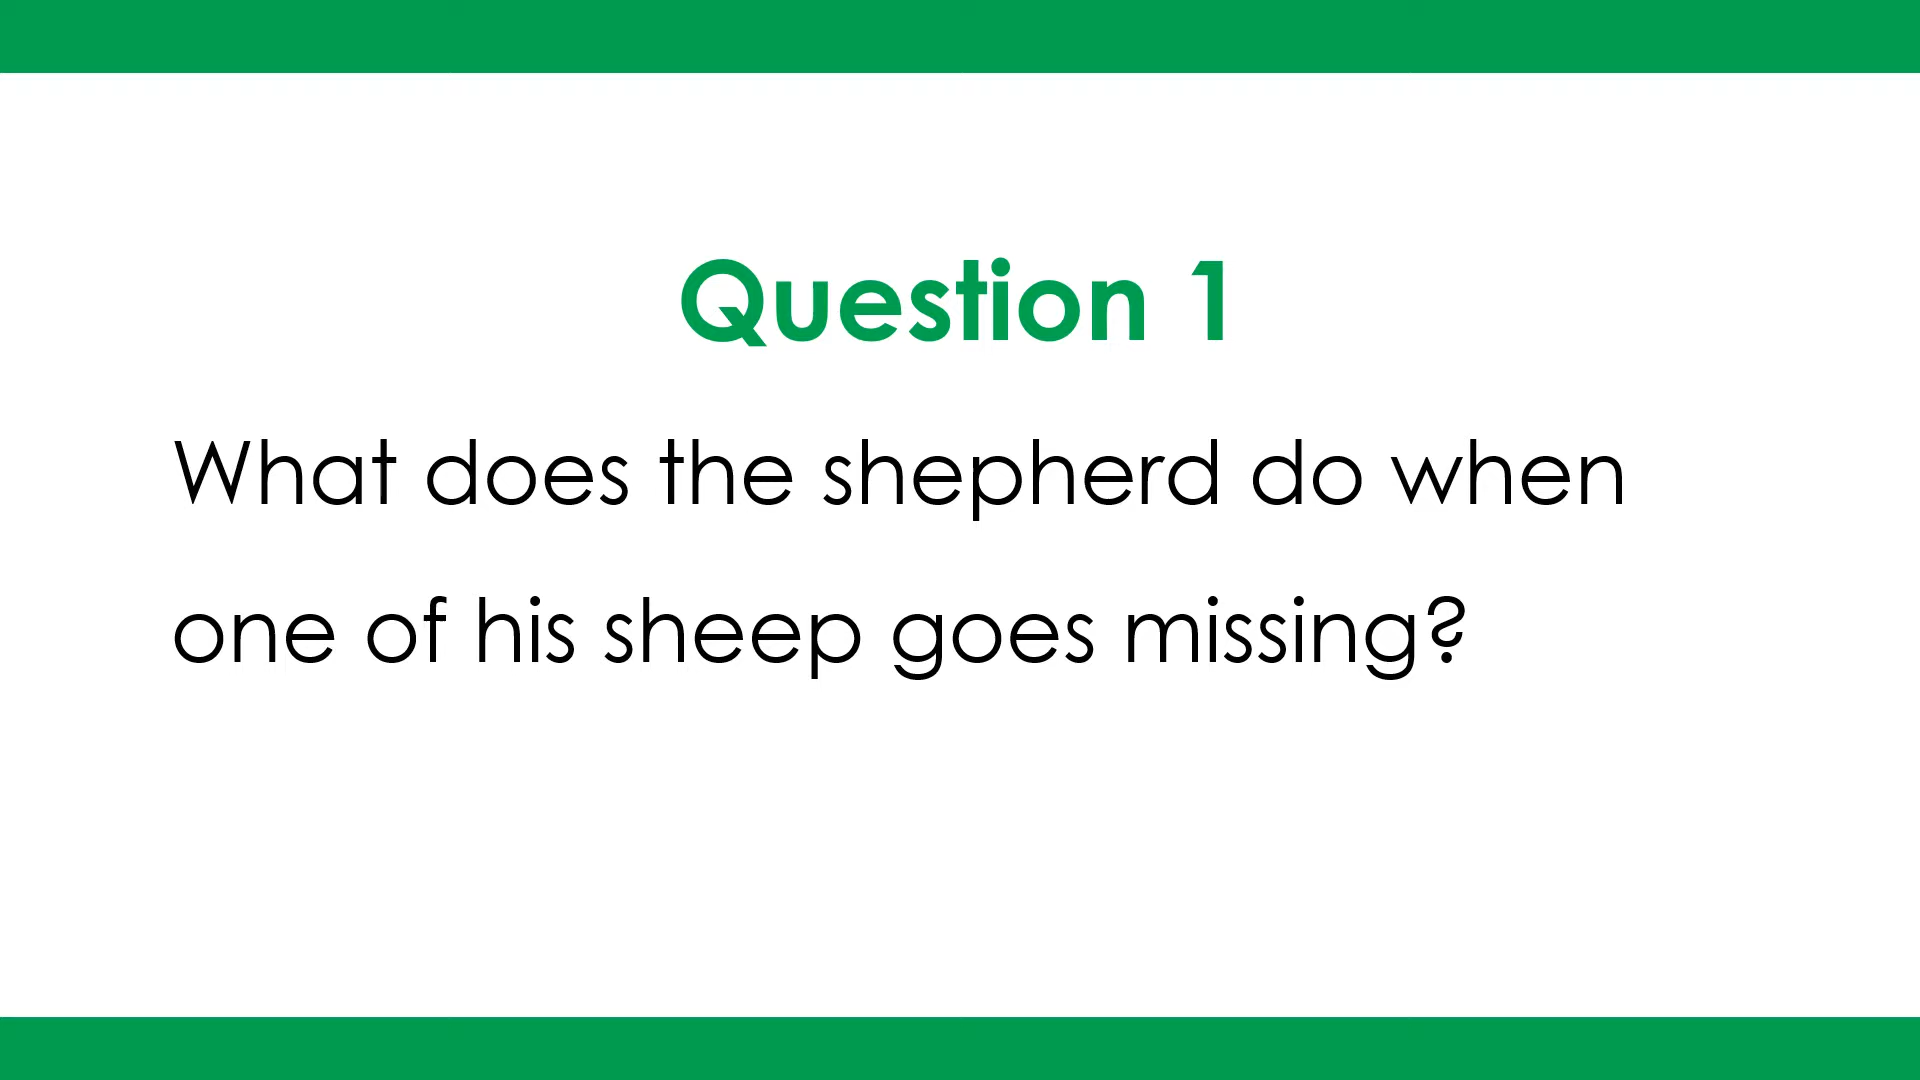 Question 1
What does the shepherd do when
one of his sheep goes missing?